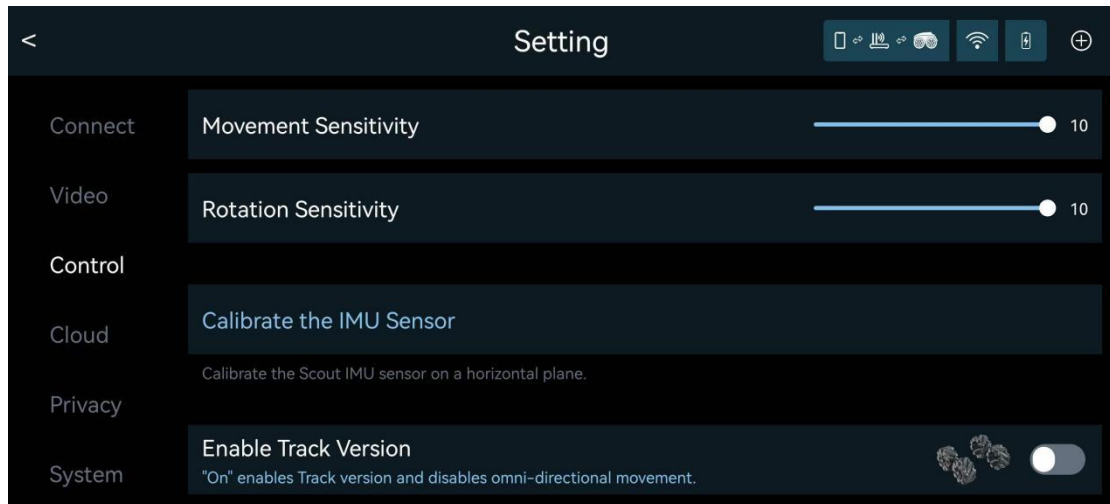 < Setting
Connect
Movement Sensitivity 10
Video
Rotation Sensitivity 10
Control
Calibrate the IMU Sensor
Cloud
Calibrate the Scout IMU sensor on a horizontal plane.
Privacy
Enable Track Version
"On" enables Track version and disables omni-directional movement.
System